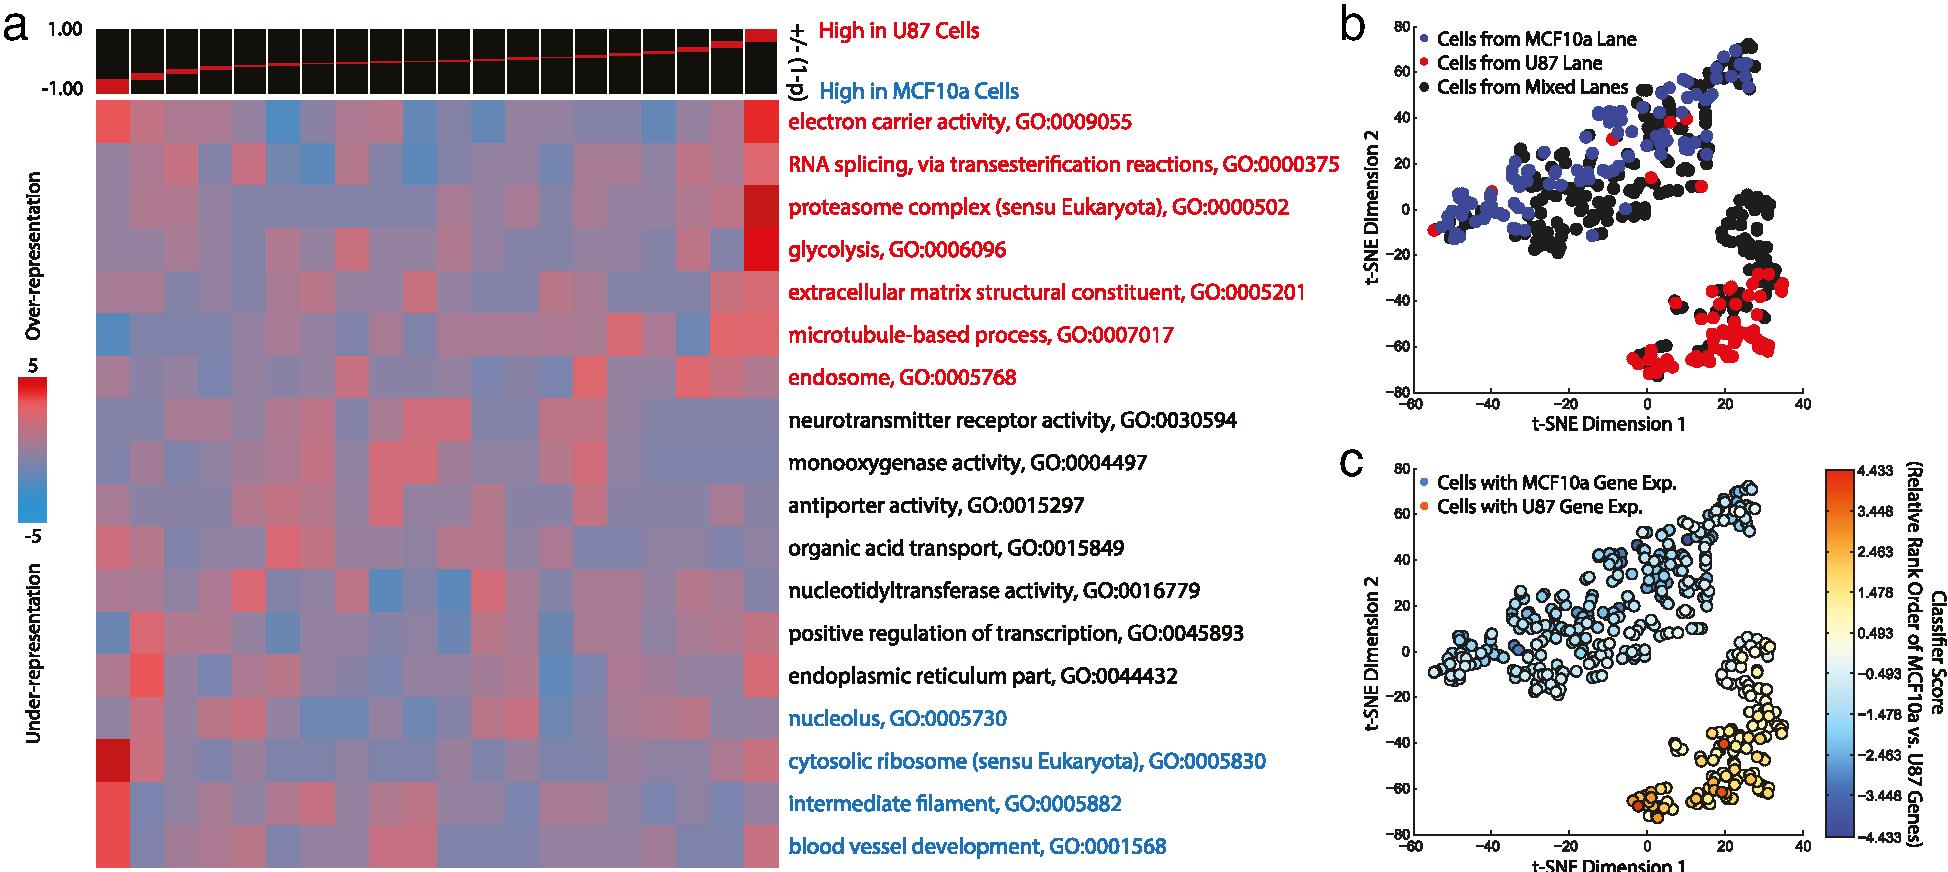 a
1.00
-1.00
+/- (1-p)
High in U87 Cells
High in MCF10a Cells
Over-representation
5
-5
Under-representation
electron carrier activity, GO:0009055
RNA splicing, via transesterification reactions, GO:0000375
proteasome complex (sensu Eukaryota), GO:0000502
glycolysis, GO:0006096
extracellular matrix structural constituent, GO:0005201
microtubule-based process, GO:0007017
endosome, GO:0005768
neurotransmitter receptor activity, GO:0030594
monooxygenase activity, GO:0004497
antiporter activity, GO:0015297
organic acid transport, GO:0015849
nucleotidyltransferase activity, GO:0016779
positive regulation of transcription, GO:0045893
endoplasmic reticulum part, GO:0044432
nucleolus, GO:0005730
cytosolic ribosome (sensu Eukaryota), GO:0005830
intermediate filament, GO:0005882
blood vessel development, GO:0001568
b
Cells from MCF10a Lane
Cells from U87 Lane
Cells from Mixed Lanes
80
60
40
20
0
−20
−40
−60
−80
t-SNE Dimension 2
−60 −40 −20 0 20 40
t-SNE Dimension 1
c
Cells with MCF10a Gene Exp.
Cells with U87 Gene Exp.
80
60
40
20
0
−20
−40
−60
−80
t-SNE Dimension 2
−60 −40 −20 0 20 40
t-SNE Dimension 1
4.433
3.448
2.463
1.478
0.493
−0.493
−1.478
−2.463
−3.448
−4.433
Classifier Score
(Relative Rank Order of MCF10a vs. U87 Genes)